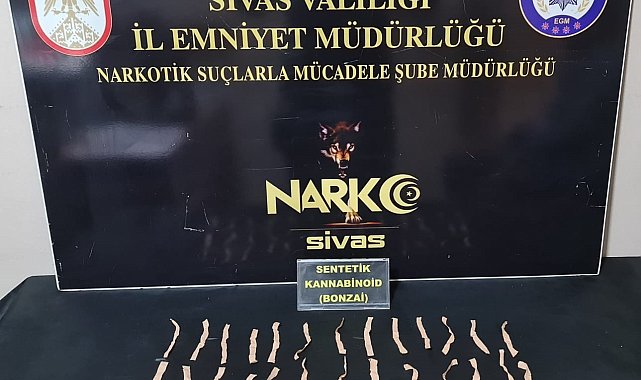 SİVAS VALİLİĞİ
İL EMNİYET MÜDÜRLÜĞÜ
EGM
NARKOTİK SUÇLARLA MÜCADELE ŞUBE MÜDÜRLÜĞÜ
NARKO
sivas
SENTETİK
KANNABİNOİD
(BONZAİ)